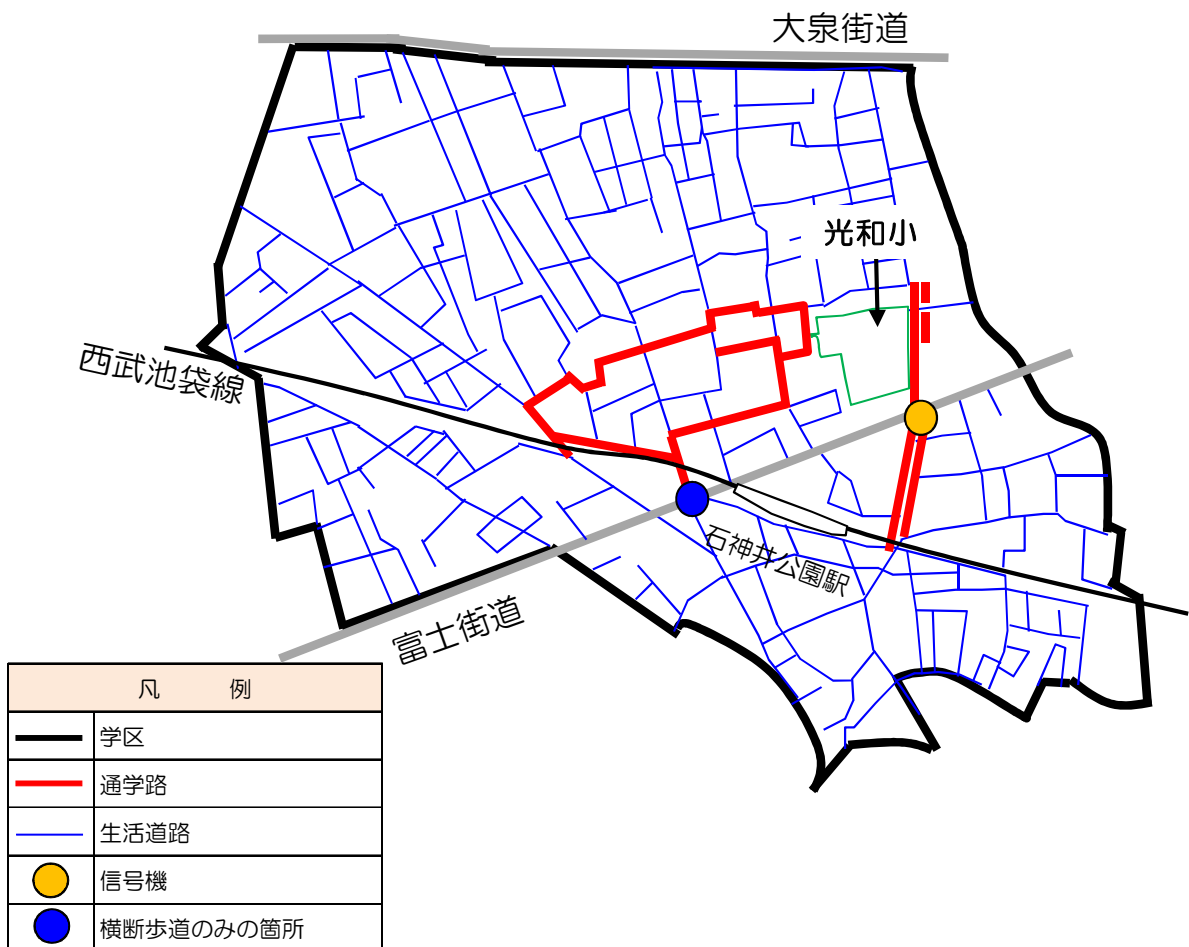 大泉街道
光和小
西武池袋線
石神井公園駅
富士街道
凡 例
学区
通学路
生活道路
信号機
横断歩道のみの箇所